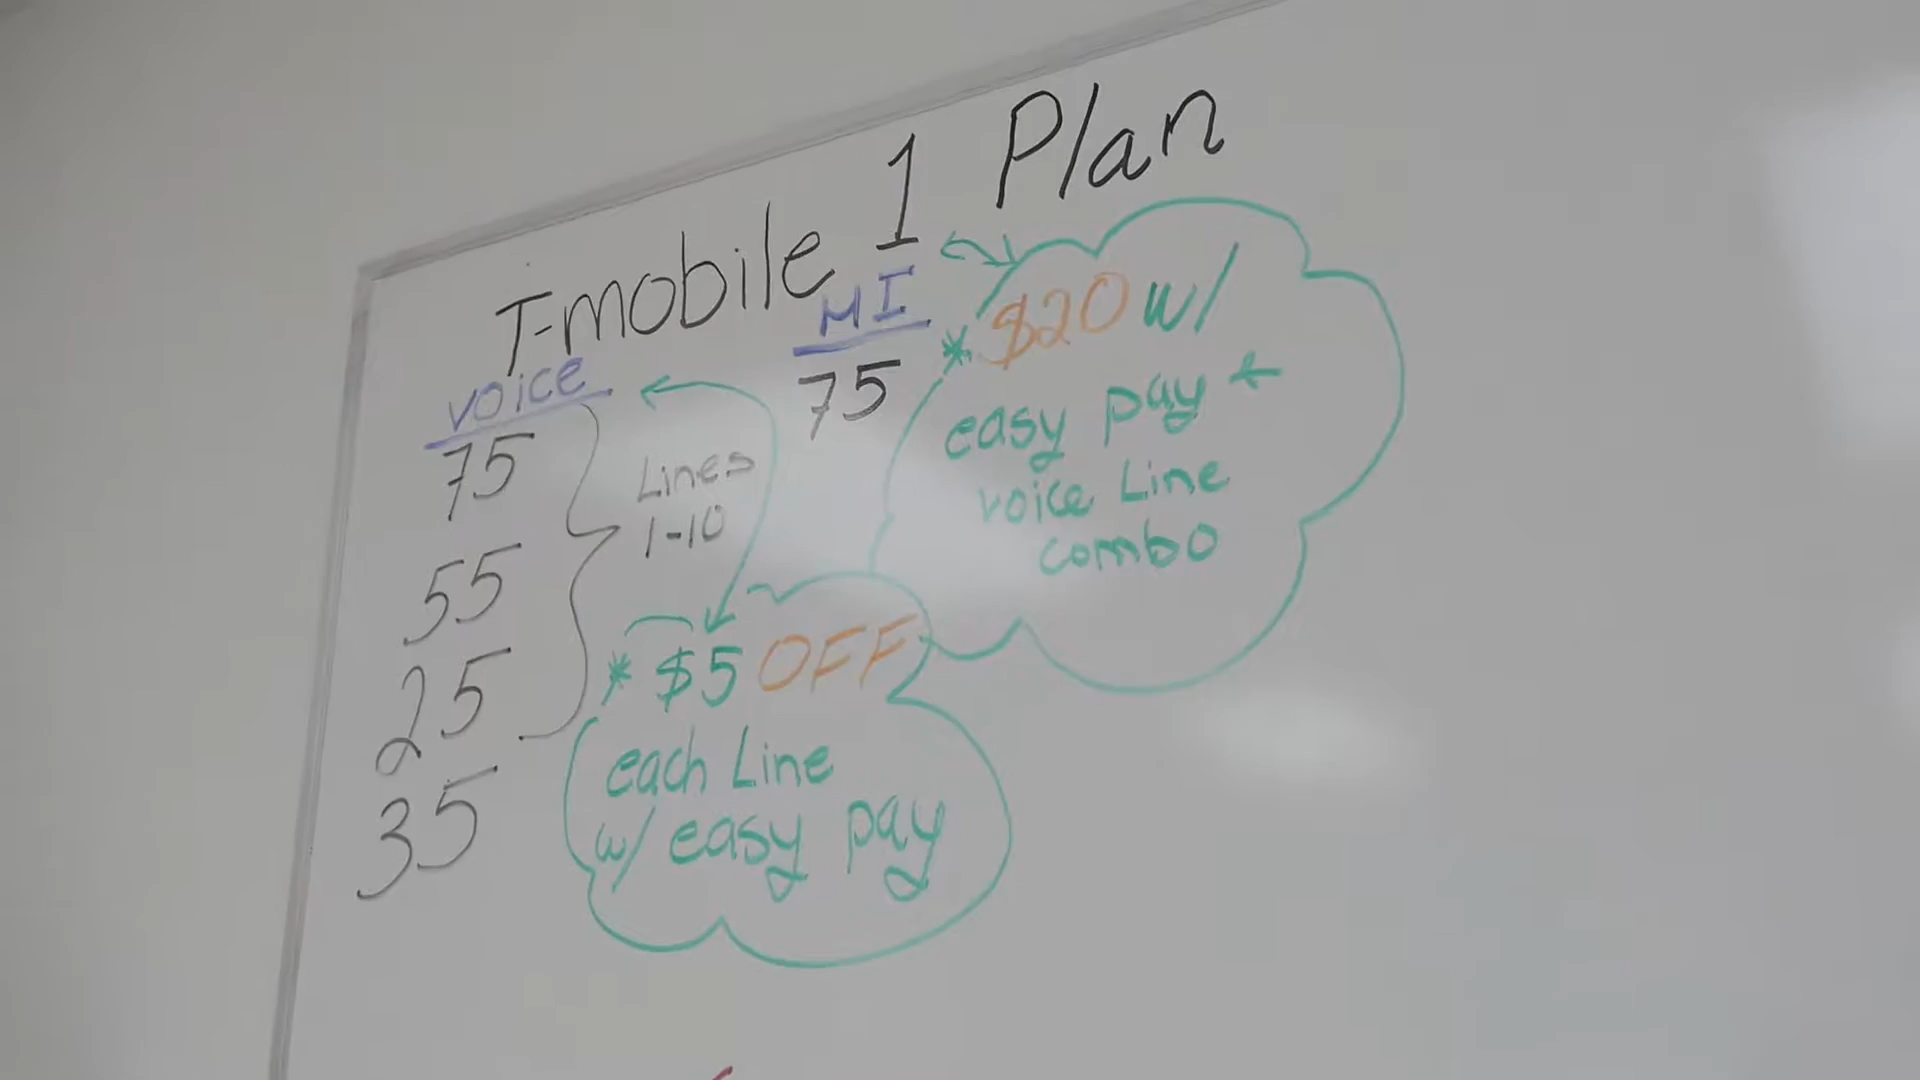 T-mobile 1 Plan
voice
75
55
25
35
Lines
1-10
MI
75
* $20 w/
easy pay +
voice Line
combo
* $5 OFF
each Line
w/ easy pay